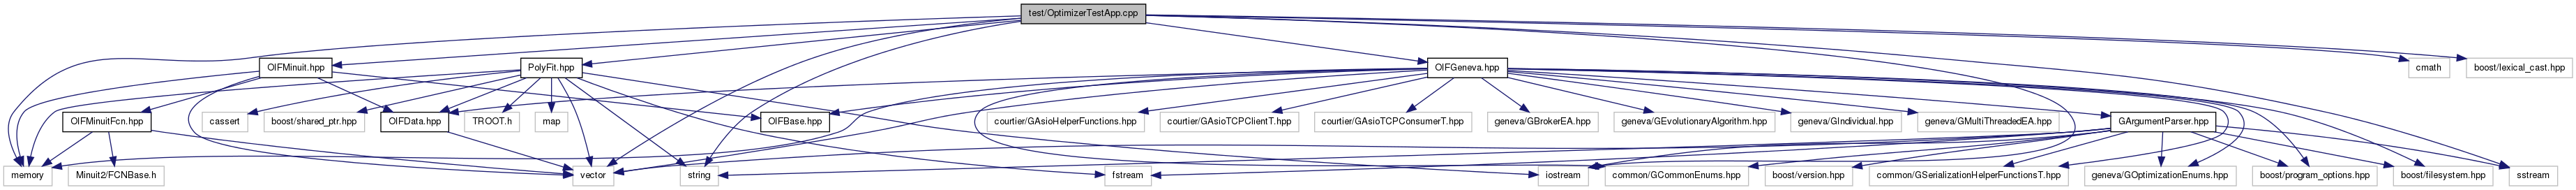 test/OptimizerTestApp.cpp
OIFMinuit.hpp
PolyFit.hpp
OIFGeneva.hpp
cmath
boost/lexical_cast.hpp
OIFMinuitFcn.hpp
cassert
boost/shared_ptr.hpp
OIFData.hpp
TROOT.h
map
OIFBase.hpp
courtier/GAsioHelperFunctions.hpp
courtier/GAsioTCPClientT.hpp
courtier/GAsioTCPConsumerT.hpp
geneva/GBrokerEA.hpp
geneva/GEvolutionaryAlgorithm.hpp
geneva/GIndividual.hpp
geneva/GMultiThreadedEA.hpp
GArgumentParser.hpp
memory
Minuit2/FCNBase.h
vector
string
fstream
iostream
common/GCommonEnums.hpp
boost/version.hpp
common/GSerializationHelperFunctionsT.hpp
geneva/GOptimizationEnums.hpp
boost/program_options.hpp
boost/filesystem.hpp
sstream